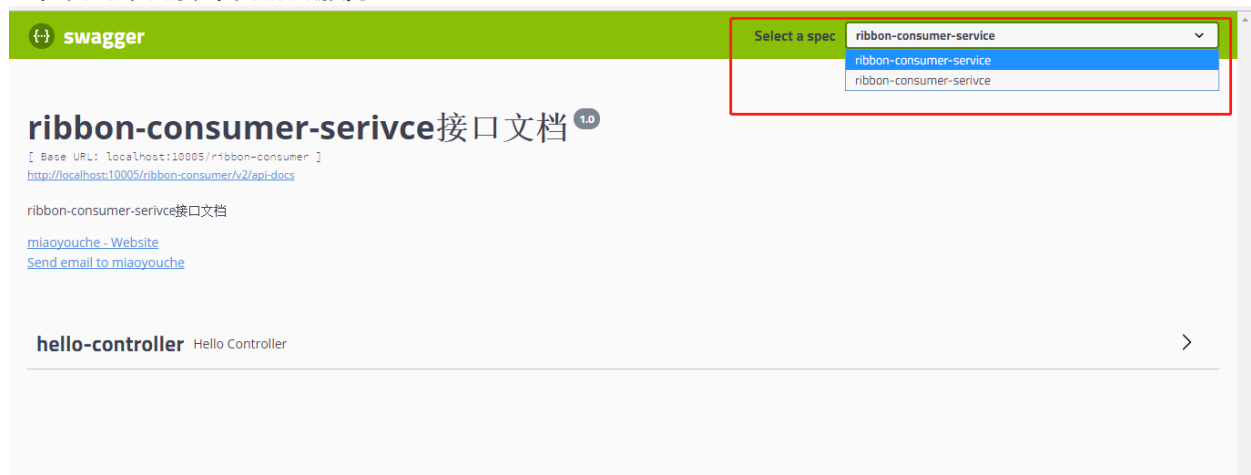 swagger
Select a spec ribbon-consumer-service
ribbon-consumer-service
ribbon-consumer-serivce
ribbon-consumer-serivce接口文档 1.0
[ Base URL: localhost:10005/ribbon-consumer ]
http://localhost:10005/ribbon-consumer/v2/api-docs
ribbon-consumer-serivce接口文档
miaoyouche - Website
Send email to miaoyouche
hello-controller Hello Controller